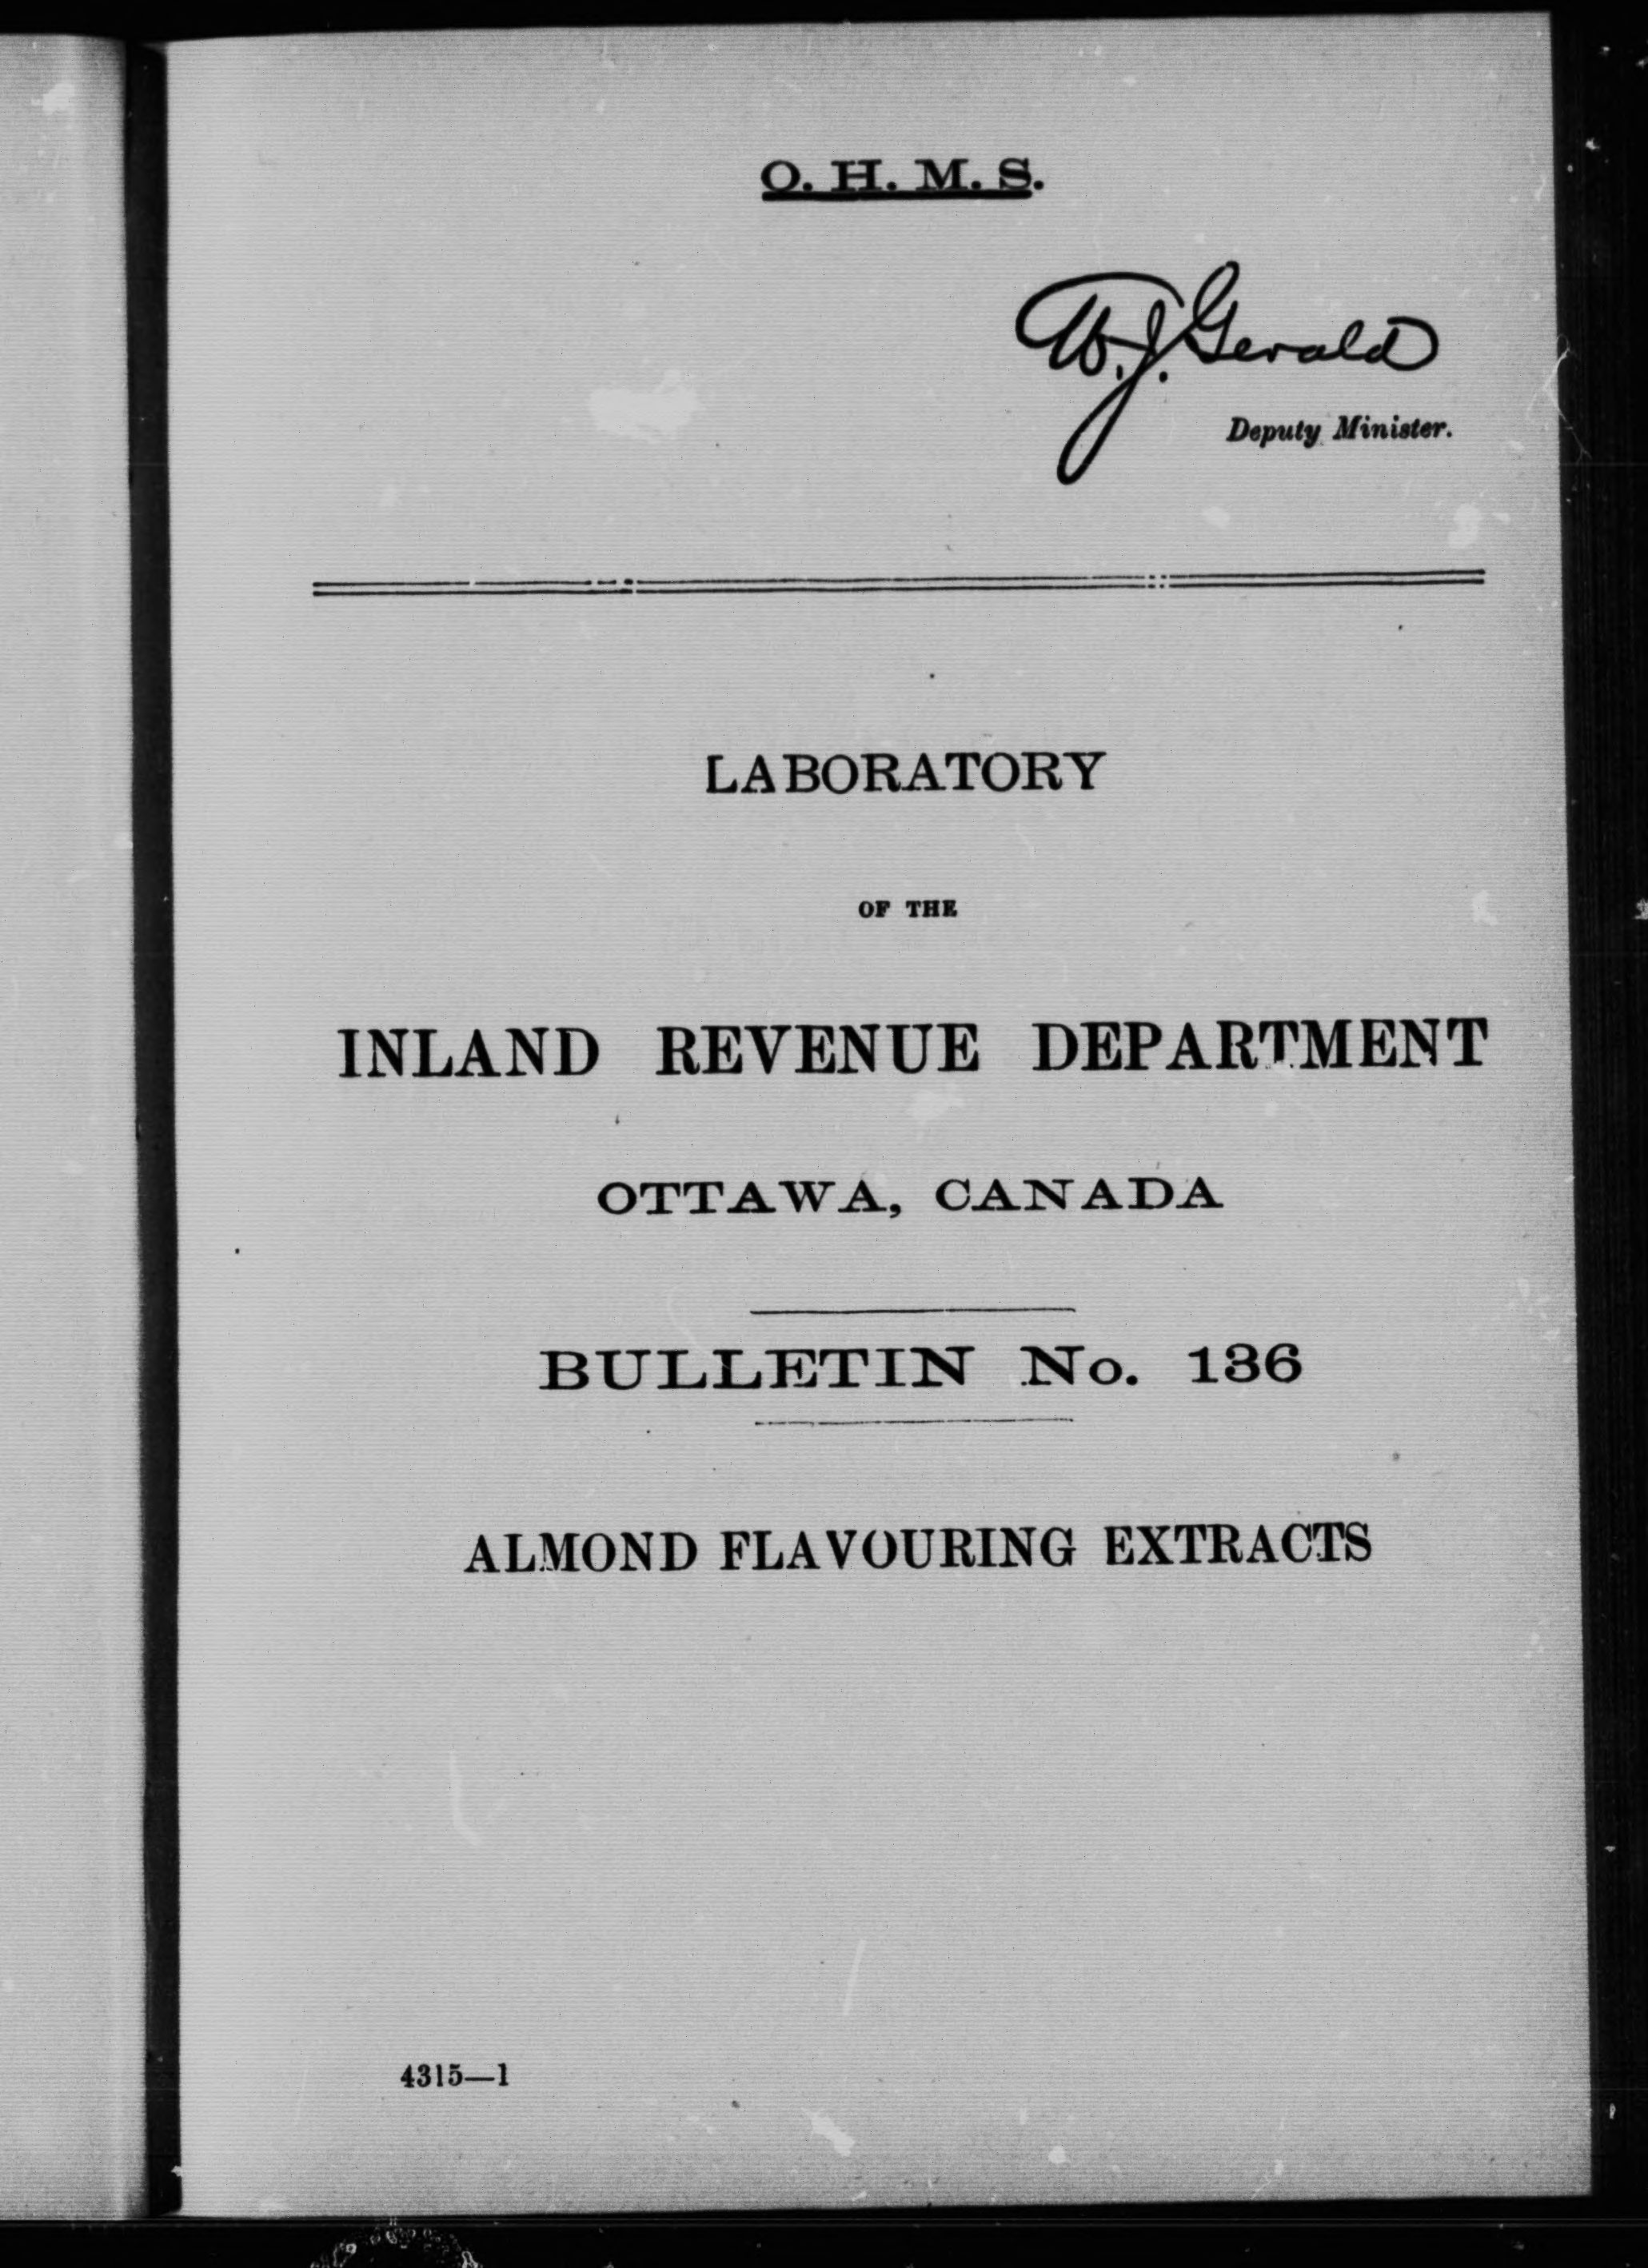 O. H. M. S.
W. J. Gerald
Deputy Minister.
LABORATORY
OF THE
INLAND REVENUE DEPARTMENT
OTTAWA, CANADA
BULLETIN No. 136
ALMOND FLAVOURING EXTRACTS
4315—1